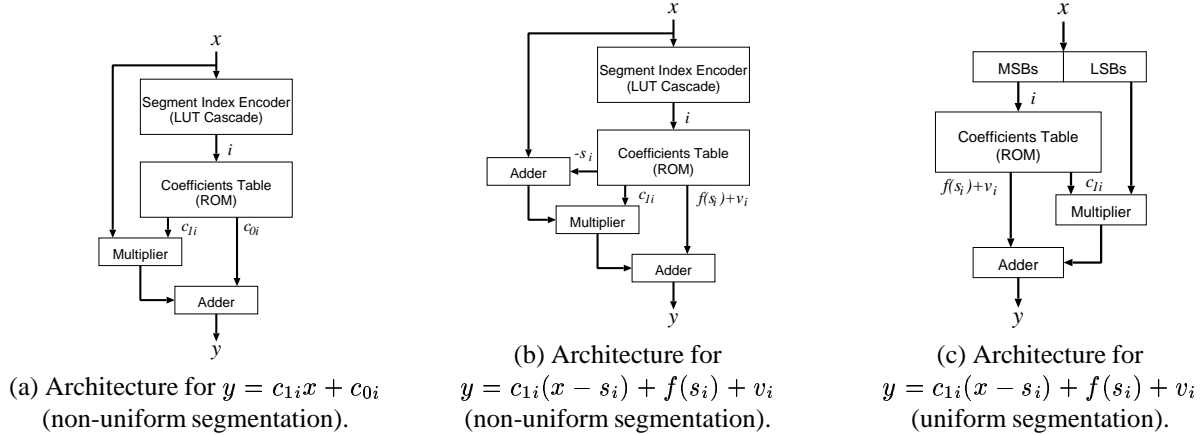 x
Segment Index Encoder
(LUT Cascade)
i
Coefficients Table
(ROM)
c1i
c0i
Multiplier
Adder
y
(a) Architecture for y = c1ix + c0i
(non-uniform segmentation).
x
Segment Index Encoder
(LUT Cascade)
i
Coefficients Table
(ROM)
-si
Adder
c1i
f(si)+vi
Multiplier
Adder
y
(b) Architecture for
y = c1i(x − si) + f(si) + vi
(non-uniform segmentation).
x
MSBs
LSBs
i
Coefficients Table
(ROM)
f(si)+vi
c1i
Multiplier
Adder
y
(c) Architecture for
y = c1i(x − si) + f(si) + vi
(uniform segmentation).